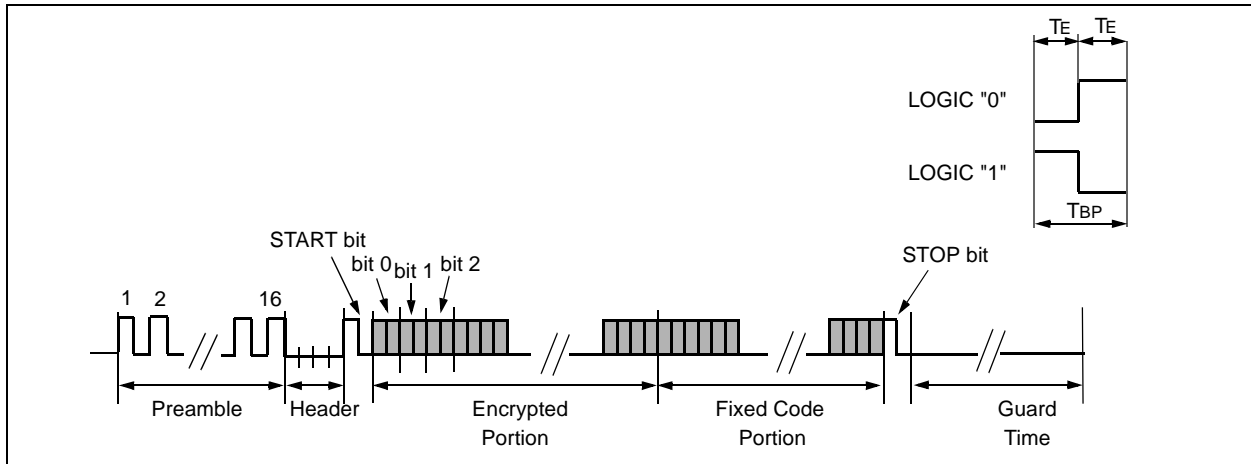 TE TE
LOGIC "0"
LOGIC "1"
TBP
START bit
bit 0 bit 1 bit 2
STOP bit
1 2 16
Preamble Header Encrypted Portion Fixed Code Portion Guard Time